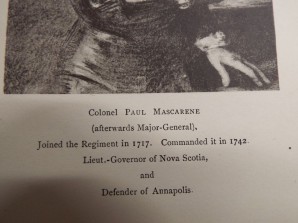 Colonel PAUL MASCARENE
(afterwards Major-General),
Joined the Regiment in 1717. Commanded it in 1742.
Lieut.-Governor of Nova Scotia,
and
Defender of Annapolis.